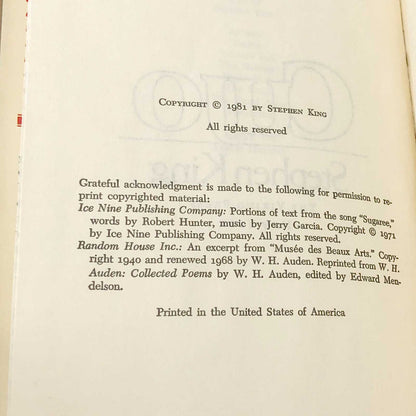 Copyright © 1981 by Stephen King
All rights reserved
Grateful acknowledgment is made to the following for permission to re-
print copyrighted material:
Ice Nine Publishing Company: Portions of text from the song "Sugaree,"
words by Robert Hunter, music by Jerry Garcia. Copyright © 1971
by Ice Nine Publishing Company. All rights reserved.
Random House Inc.: An excerpt from "Musée des Beaux Arts." Copy-
right 1940 and renewed 1968 by W. H. Auden. Reprinted from W. H.
Auden: Collected Poems by W. H. Auden, edited by Edward Men-
delson.
Printed in the United States of America